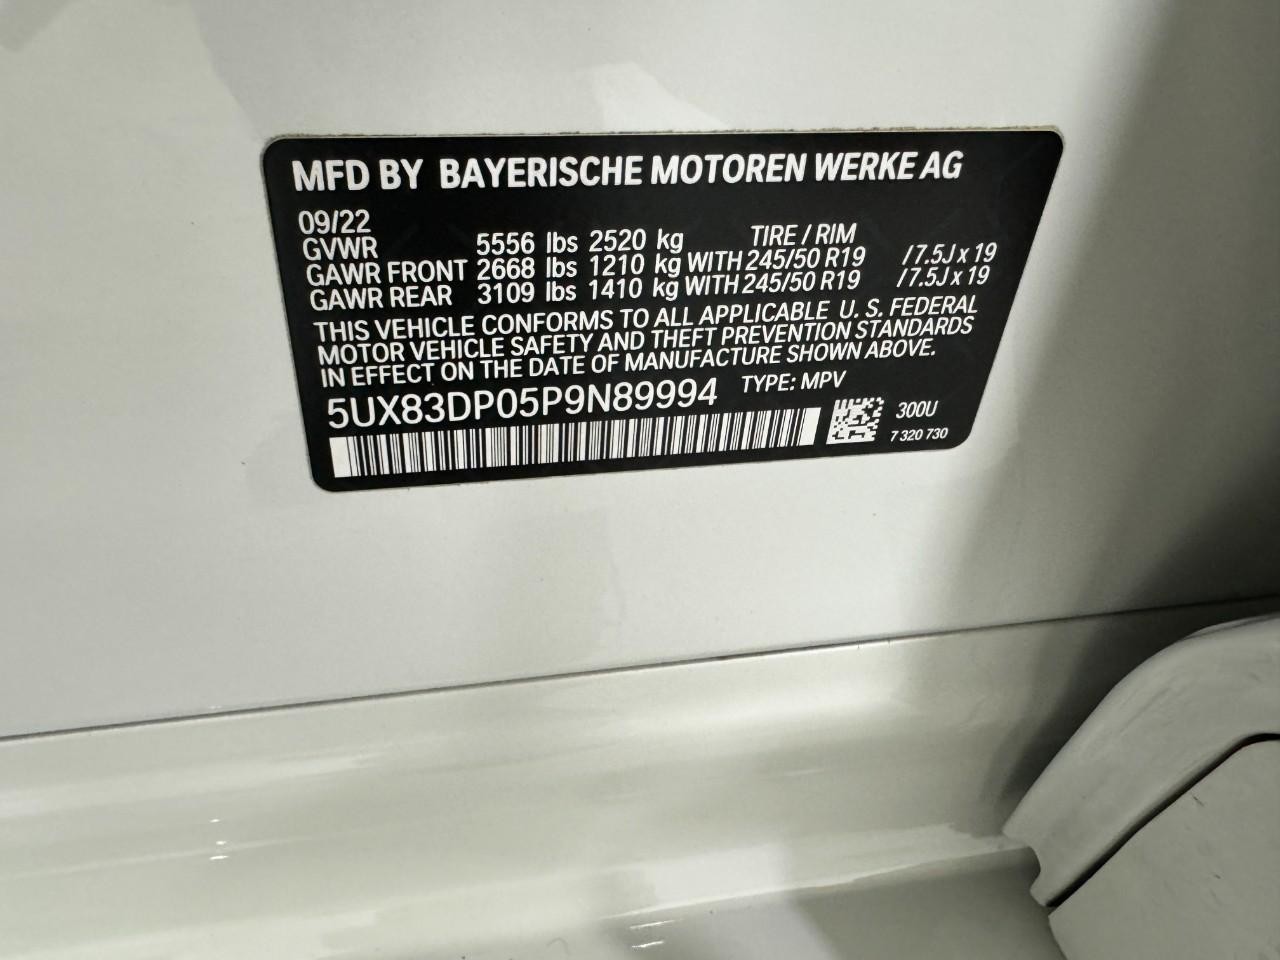 MFD BY BAYERISCHE MOTOREN WERKE AG
09/22
GVWR 5556 lbs 2520 kg TIRE / RIM
GAWR FRONT 2668 lbs 1210 kg WITH 245/50 R19 / 7.5J x 19
GAWR REAR 3109 lbs 1410 kg WITH 245/50 R19 / 7.5J x 19
THIS VEHICLE CONFORMS TO ALL APPLICABLE U. S. FEDERAL
MOTOR VEHICLE SAFETY AND THEFT PREVENTION STANDARDS
IN EFFECT ON THE DATE OF MANUFACTURE SHOWN ABOVE.
5UX83DP05P9N89994 TYPE: MPV
300U
7 320 730